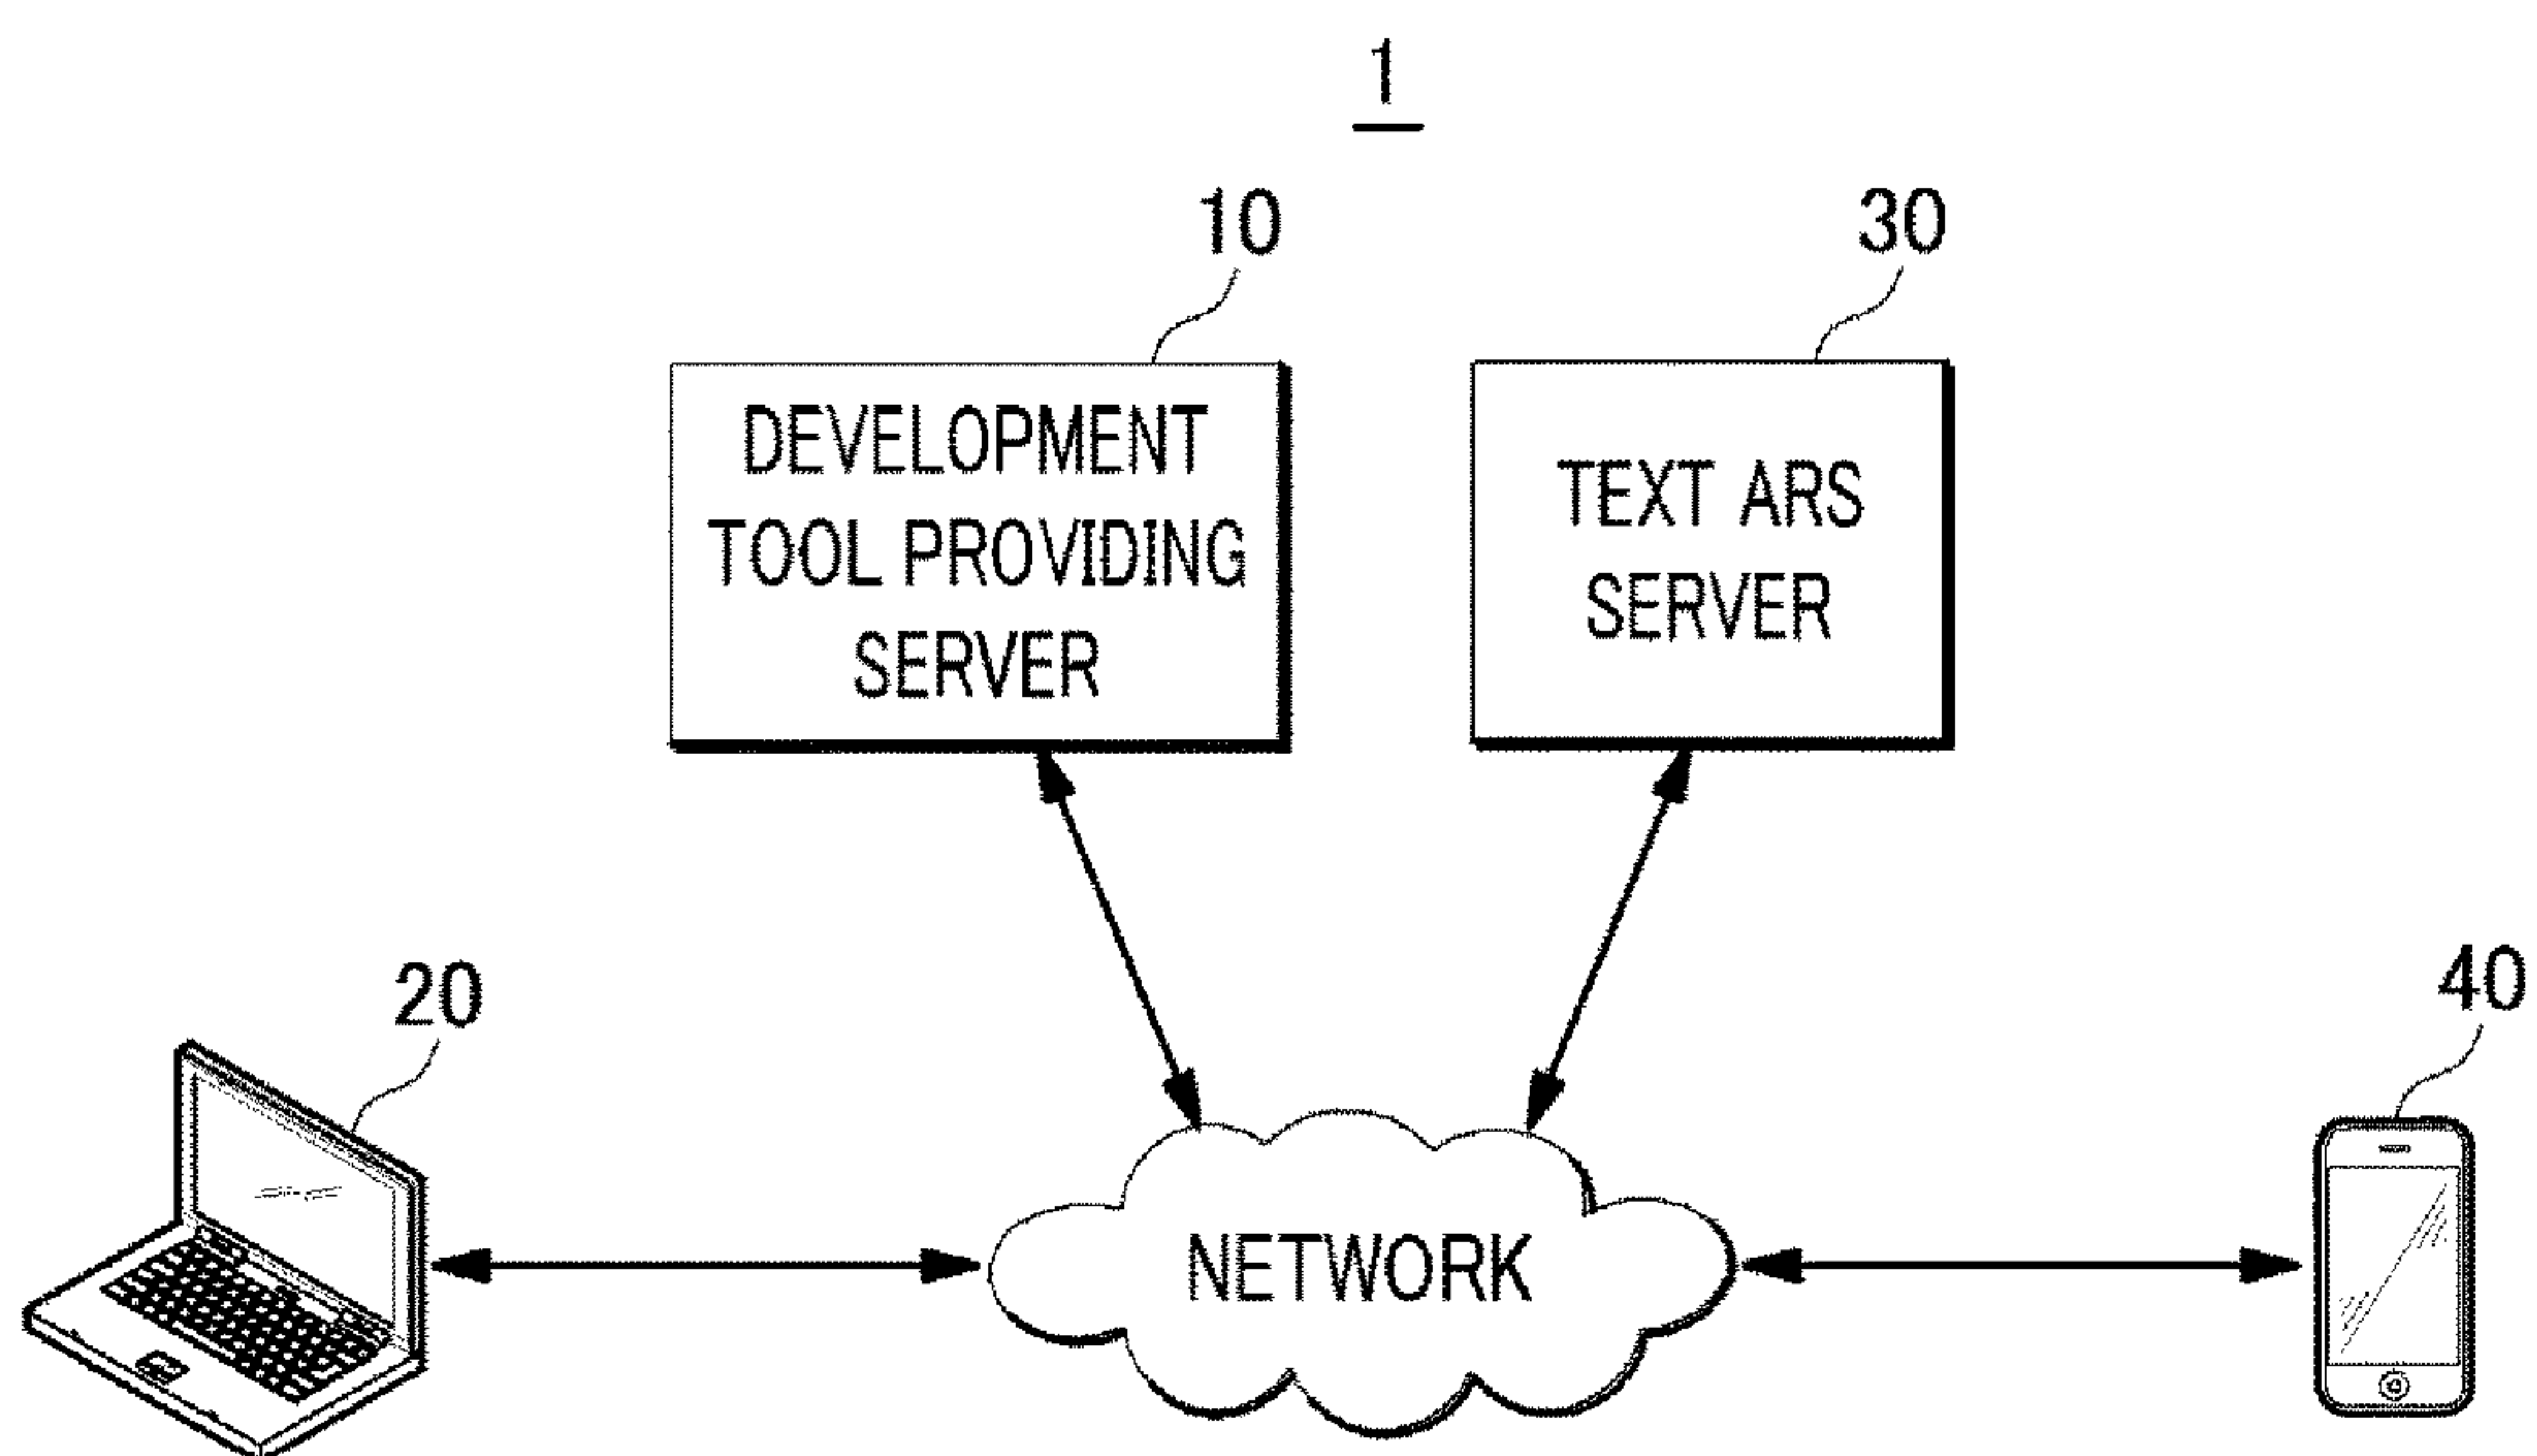 1
10
30
DEVELOPMENT
TOOL PROVIDING
SERVER
TEXT ARS
SERVER
20
40
NETWORK